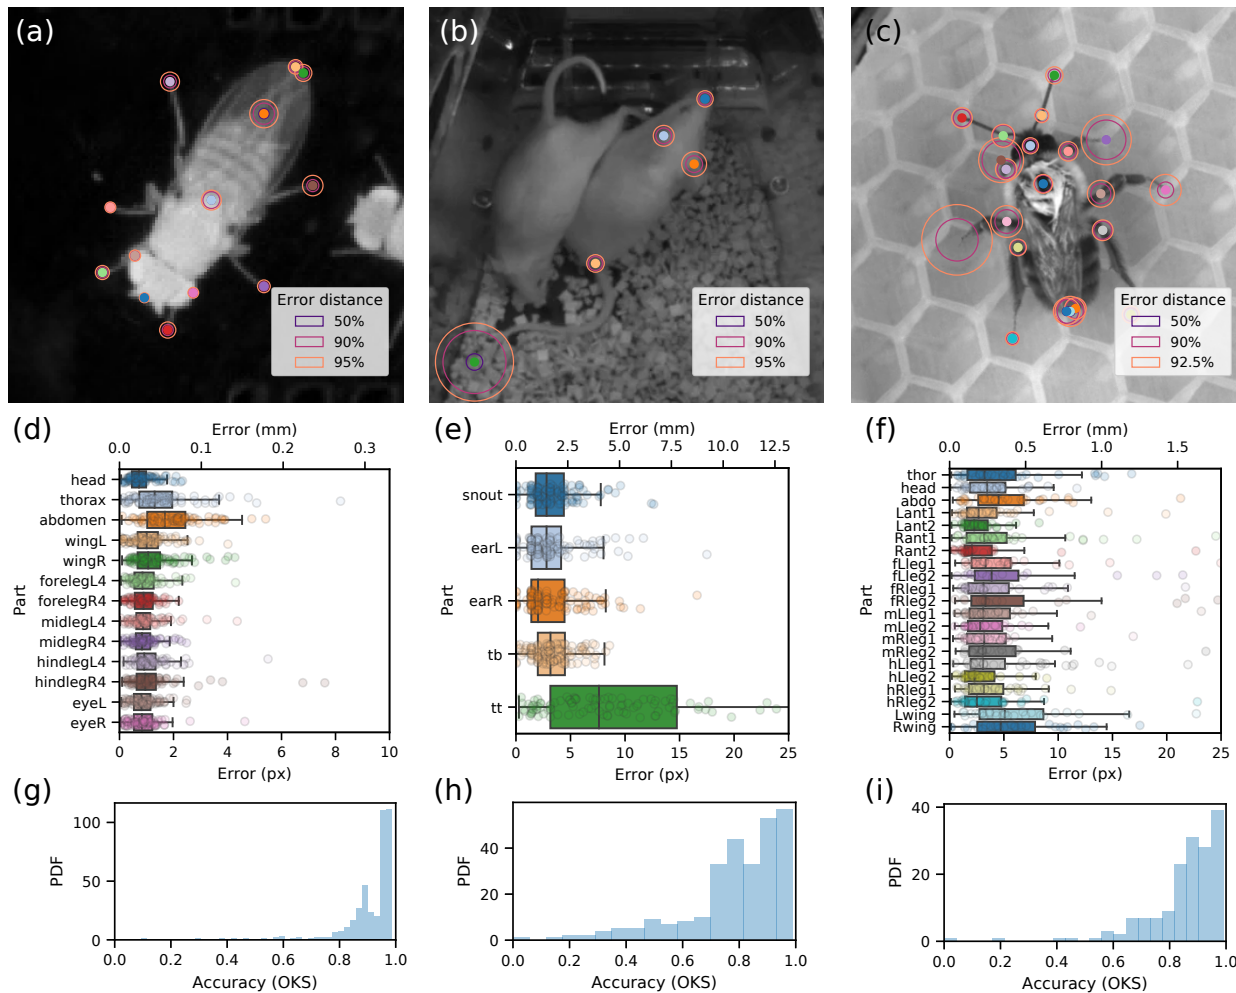 (a)
(b)
(c)
Error distance
50%
90%
95%
Error distance
50%
90%
95%
Error distance
50%
90%
92.5%
(d)
Error (mm)
0.0 0.1 0.2 0.3
Part
head
thorax
abdomen
wingL
wingR
forelegL4
forelegR4
midlegL4
midlegR4
hindlegL4
hindlegR4
eyeL
eyeR
0 2 4 6 8 10
Error (px)
(e)
Error (mm)
0.0 2.5 5.0 7.5 10.0 12.5
Part
snout
earL
earR
tb
tt
0 5 10 15 20 25
Error (px)
(f)
Error (mm)
0.0 0.5 1.0 1.5
Part
thor
head
abdo
Lant1
Lant2
Rant1
Rant2
fLleg1
fLleg2
fRleg1
fRleg2
mLleg1
mLleg2
mRleg1
mRleg2
hLleg1
hLleg2
hRleg1
hRleg2
Lwing
Rwing
0 5 10 15 20 25
Error (px)
(g)
PDF
100
50
0
0.0 0.2 0.4 0.6 0.8 1.0
Accuracy (OKS)
(h)
PDF
40
20
0
0.0 0.2 0.4 0.6 0.8 1.0
Accuracy (OKS)
(i)
PDF
40
20
0
0.0 0.2 0.4 0.6 0.8 1.0
Accuracy (OKS)